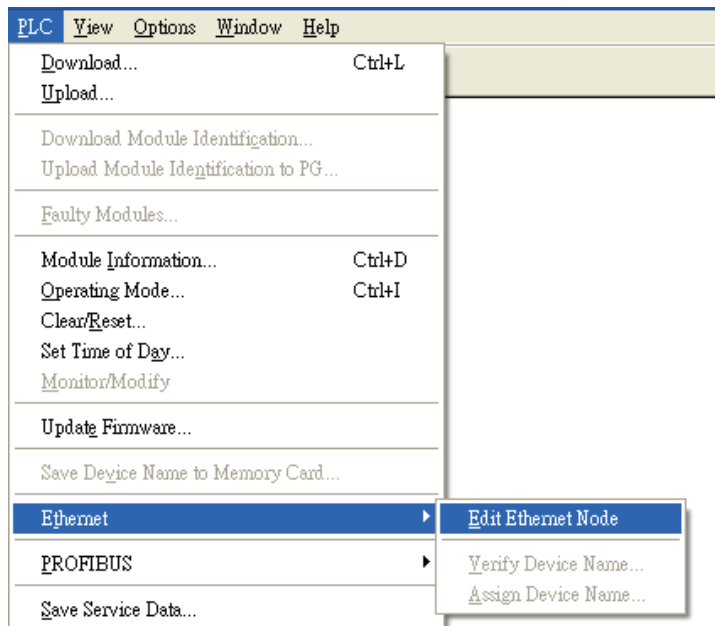 PLC View Options Window Help
Download... Ctrl+L
Upload...
Download Module Identification...
Upload Module Identification to PG...
Faulty Modules...
Module Information... Ctrl+D
Operating Mode... Ctrl+I
Clear/Reset...
Set Time of Day...
Monitor/Modify
Update Firmware...
Save Device Name to Memory Card...
Ethernet
Edit Ethernet Node
PROFIBUS
Verify Device Name...
Assign Device Name...
Save Service Data...